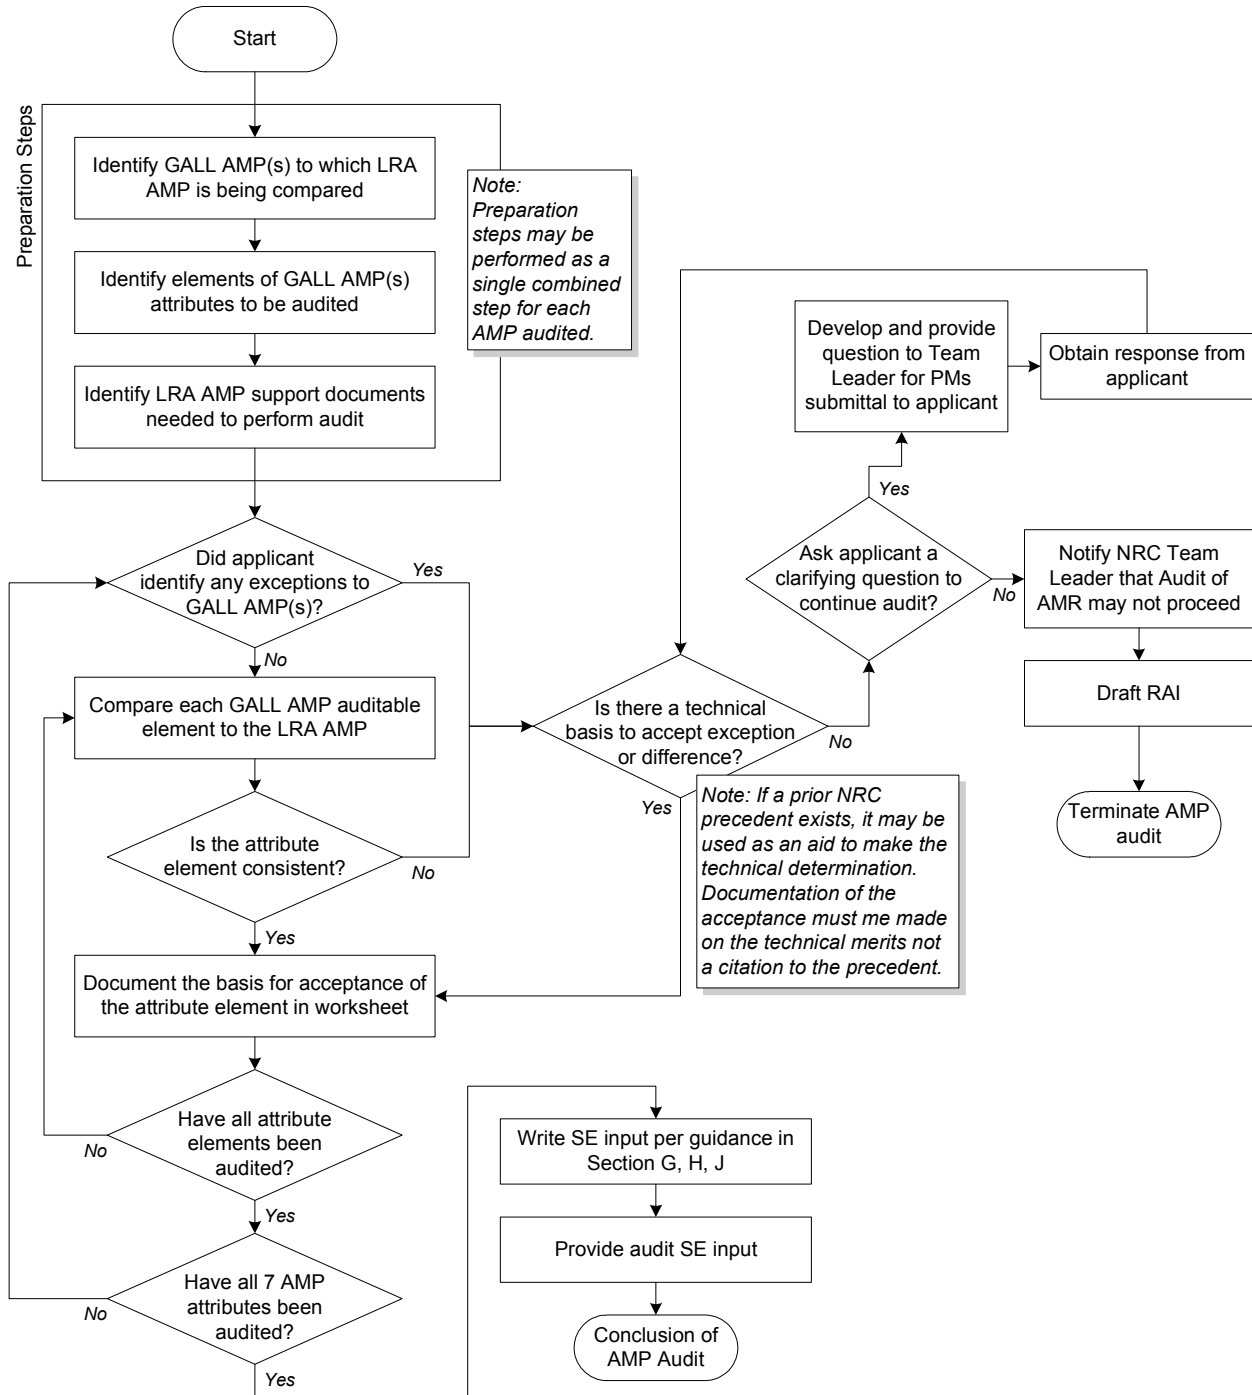 Start
Preparation Steps
Identify GALL AMP(s) to which LRA
AMP is being compared
Identify elements of GALL AMP(s)
attributes to be audited
Identify LRA AMP support documents
needed to perform audit
Note:
Preparation
steps may be
performed as a
single combined
step for each
AMP audited.
Did applicant
identify any exceptions to
GALL AMP(s)?
Yes
No
Compare each GALL AMP auditable
element to the LRA AMP
Is the attribute
element consistent?
No
Yes
Document the basis for acceptance of
the attribute element in worksheet
Have all attribute
elements been
audited?
No
Yes
Have all 7 AMP
attributes been
audited?
No
Yes
Develop and provide
question to Team
Leader for PMs
submittal to applicant
Obtain response from
applicant
Yes
Ask applicant a
clarifying question to
continue audit?
No
Notify NRC Team
Leader that Audit of
AMR may not proceed
Draft RAI
Terminate AMP
audit
Is there a technical
basis to accept exception
or difference?
No
Yes
Note: If a prior NRC
precedent exists, it may be
used as an aid to make the
technical determination.
Documentation of the
acceptance must me made
on the technical merits not
a citation to the precedent.
Write SE input per guidance in
Section G, H, J
Provide audit SE input
Conclusion of
AMP Audit